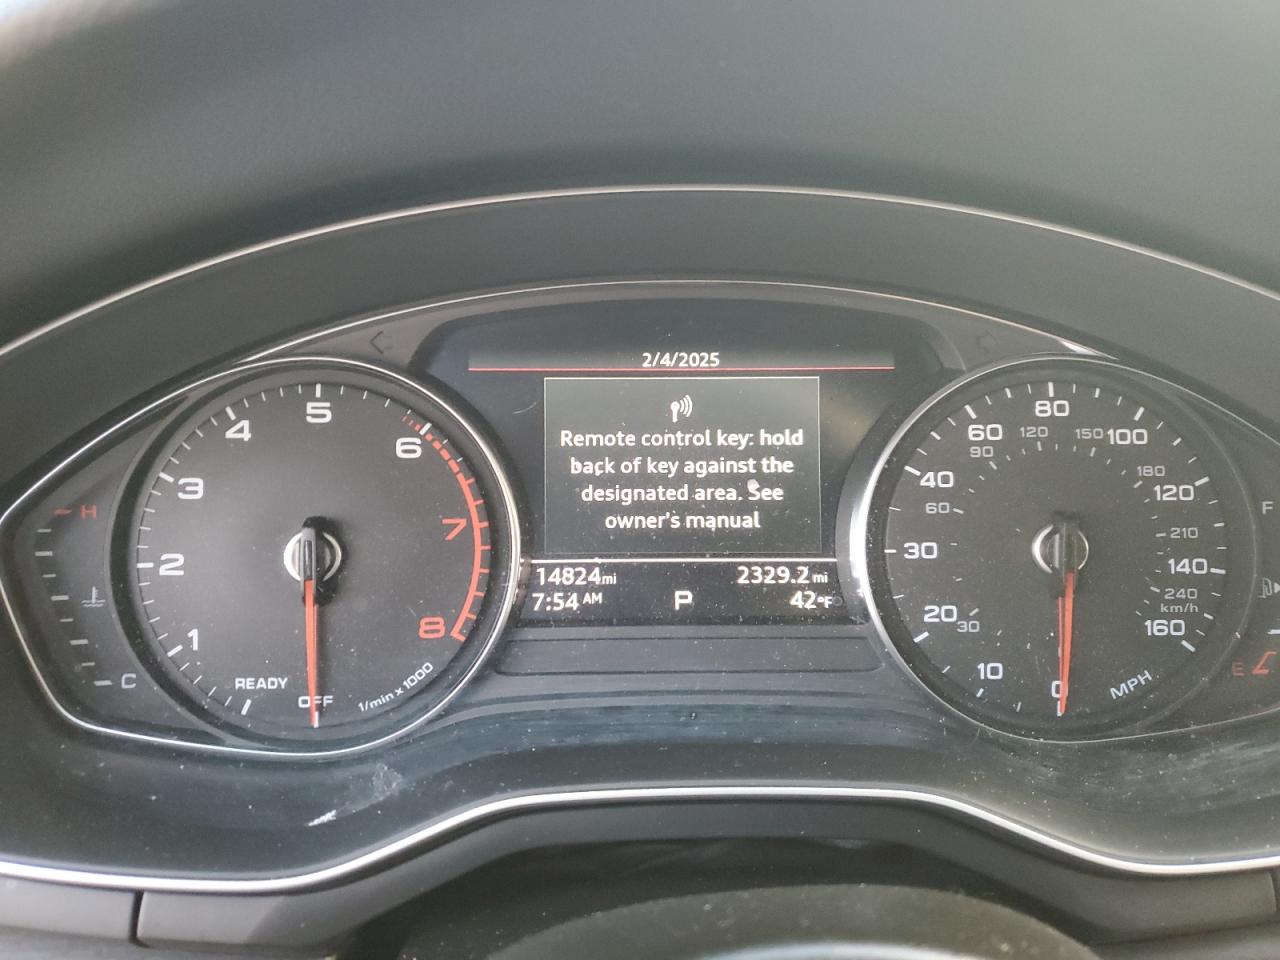 2/4/2025
Remote control key: hold
back of key against the
designated area. See
owner's manual
14824 mi
2329.2 mi
7:54 AM
P
42°F
H
C
1
2
3
4
5
6
7
8
READY
OFF
1/min x 1000
0
10
20
30
40
60
80
100
120
140
160
MPH
30
60
90
120
150
180
210
240
km/h
F
E